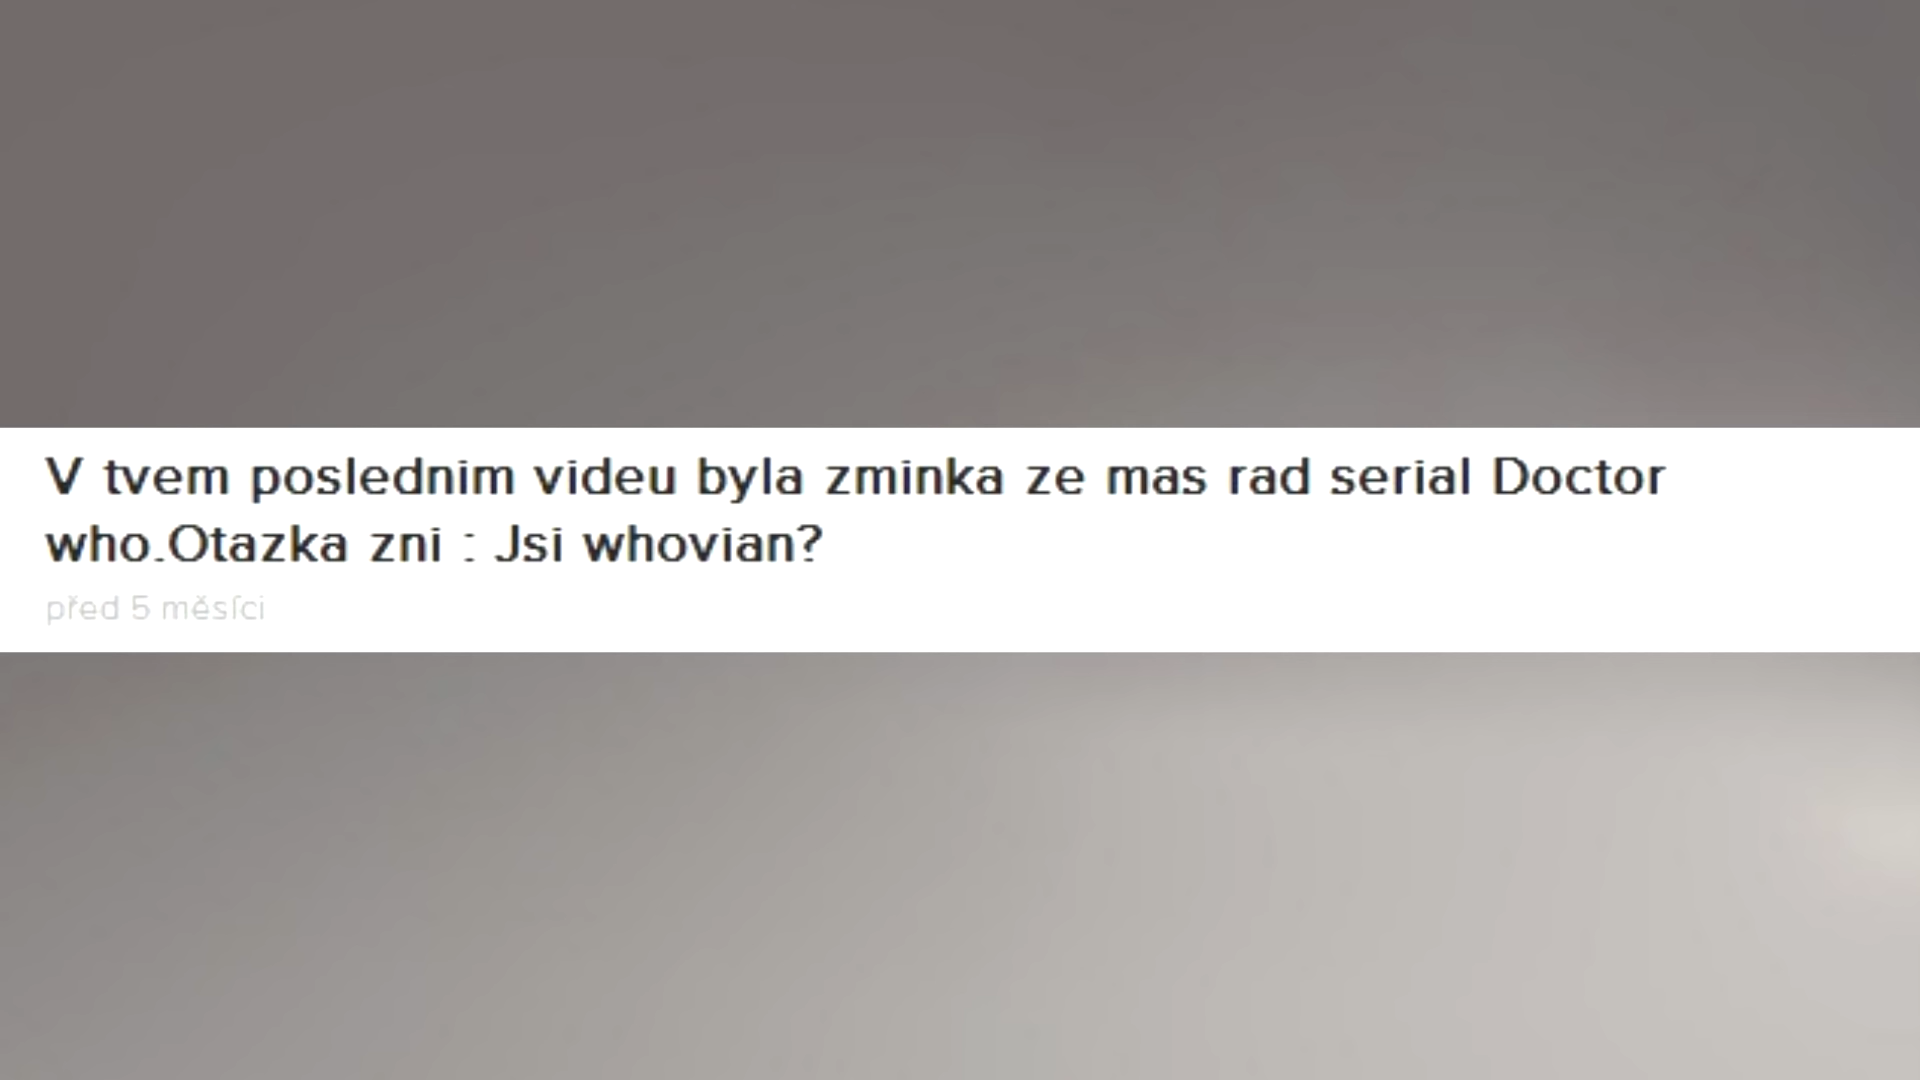 V tvem poslednim videu byla zminka ze mas rad serial Doctor
who.Otazka zni : Jsi whovian?
před 5 měsíci